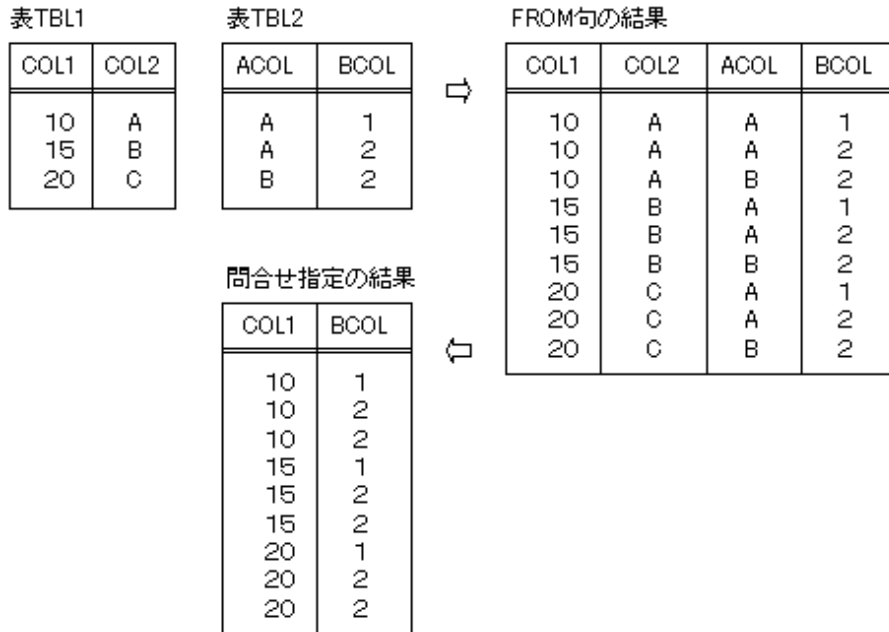 表TBL1
COL1 COL2
10 A
15 B
20 C
表TBL2
ACOL BCOL
A 1
A 2
B 2
⇨
FROM句の結果
COL1 COL2 ACOL BCOL
10 A A 1
10 A A 2
10 A B 2
15 B A 1
15 B A 2
15 B B 2
20 C A 1
20 C A 2
20 C B 2
⇦
問合せ指定の結果
COL1 BCOL
10 1
10 2
10 2
15 1
15 2
15 2
20 1
20 2
20 2